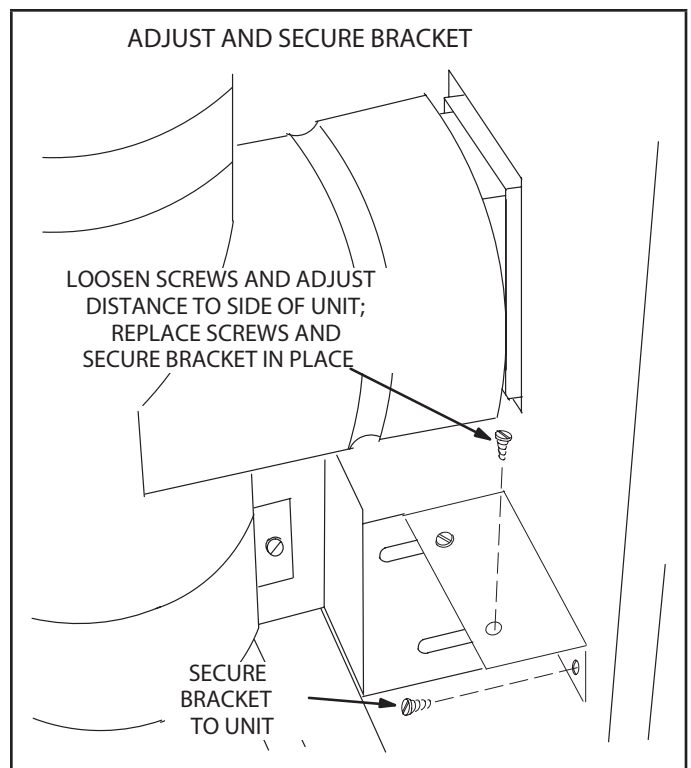 ADJUST AND SECURE BRACKET
LOOSEN SCREWS AND ADJUST
DISTANCE TO SIDE OF UNIT;
REPLACE SCREWS AND
SECURE BRACKET IN PLACE
SECURE
BRACKET
TO UNIT